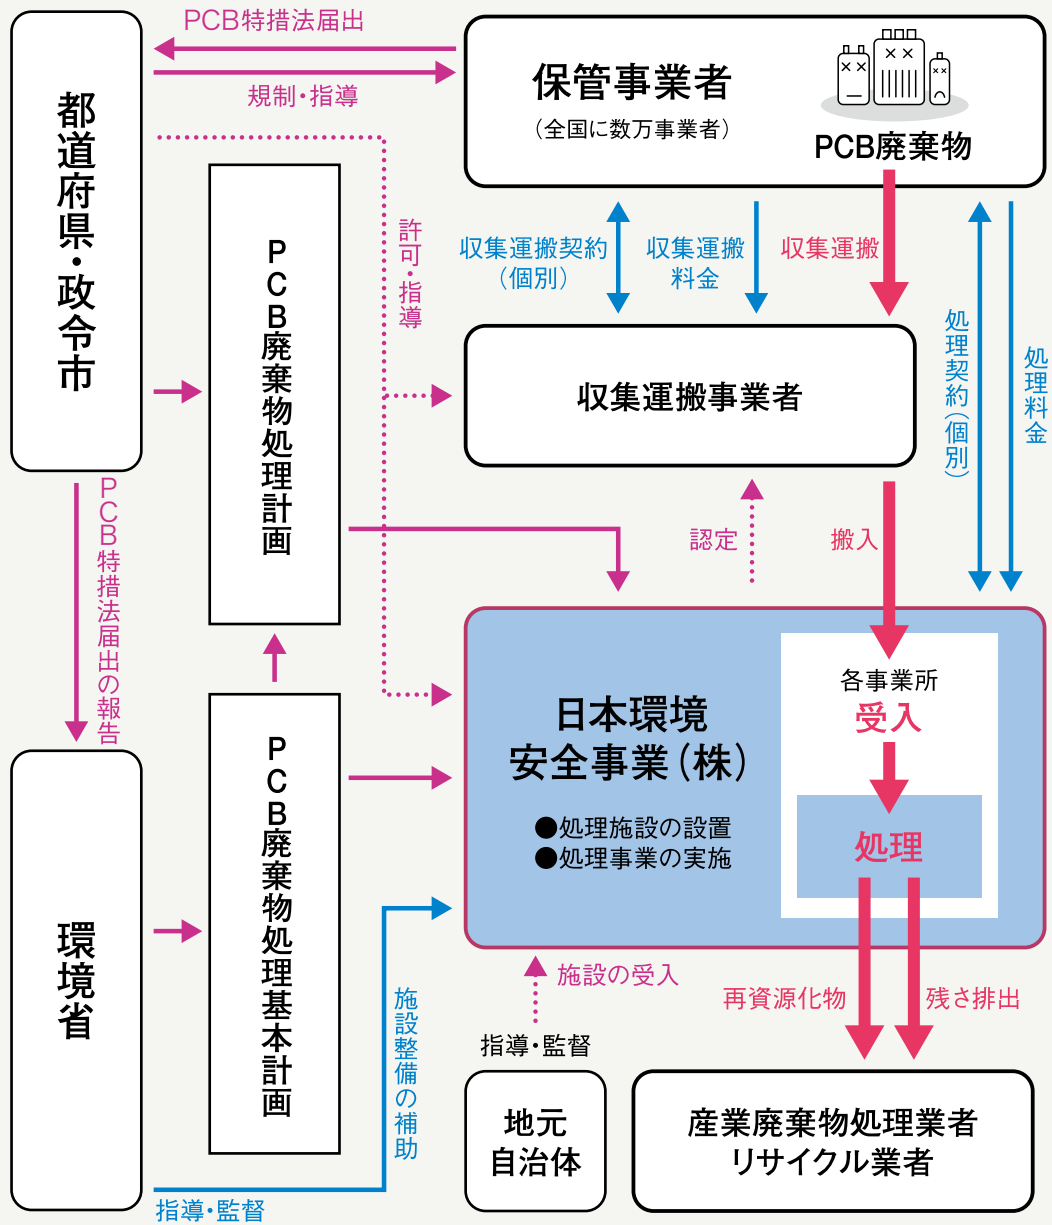 PCB特措法届出
規制・指導
都道府県・政令市
保管事業者
（全国に数万事業者）
PCB廃棄物
許可・指導
PCB廃棄物処理計画
収集運搬契約
（個別）
収集運搬
料金
収集運搬
処理契約（個別）
処理料金
収集運搬事業者
PCB特措法届出の報告
認定
搬入
日本環境
安全事業（株）
●処理施設の設置
●処理事業の実施
各事業所
受入
処理
PCB廃棄物処理基本計画
環境省
施設整備の補助
指導・監督
施設の受入
指導・監督
地元
自治体
再資源化物
残さ排出
産業廃棄物処理業者
リサイクル業者